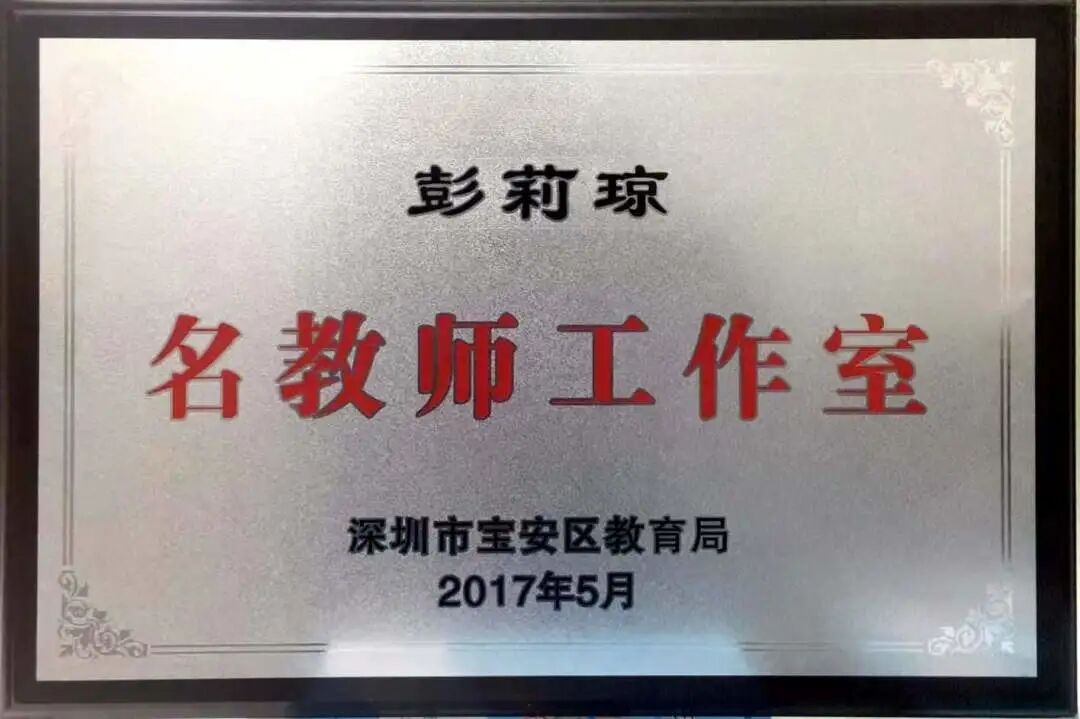 彭莉琼
名教师工作室
深圳市宝安区教育局
2017年5月